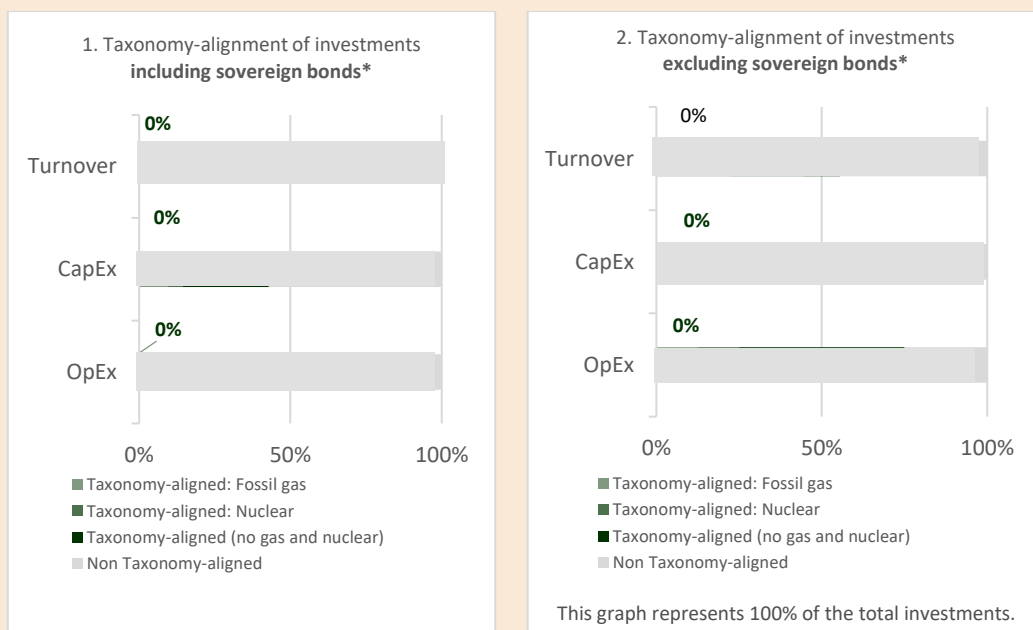 1. Taxonomy-alignment of investments
including sovereign bonds*
0%
Turnover
0%
CapEx
0%
OpEx
0% 50% 100%
Taxonomy-aligned: Fossil gas
Taxonomy-aligned: Nuclear
Taxonomy-aligned (no gas and nuclear)
Non Taxonomy-aligned
2. Taxonomy-alignment of investments
excluding sovereign bonds*
0%
Turnover
0%
CapEx
0%
OpEx
0% 50% 100%
Taxonomy-aligned: Fossil gas
Taxonomy-aligned: Nuclear
Taxonomy-aligned (no gas and nuclear)
Non Taxonomy-aligned
This graph represents 100% of the total investments.